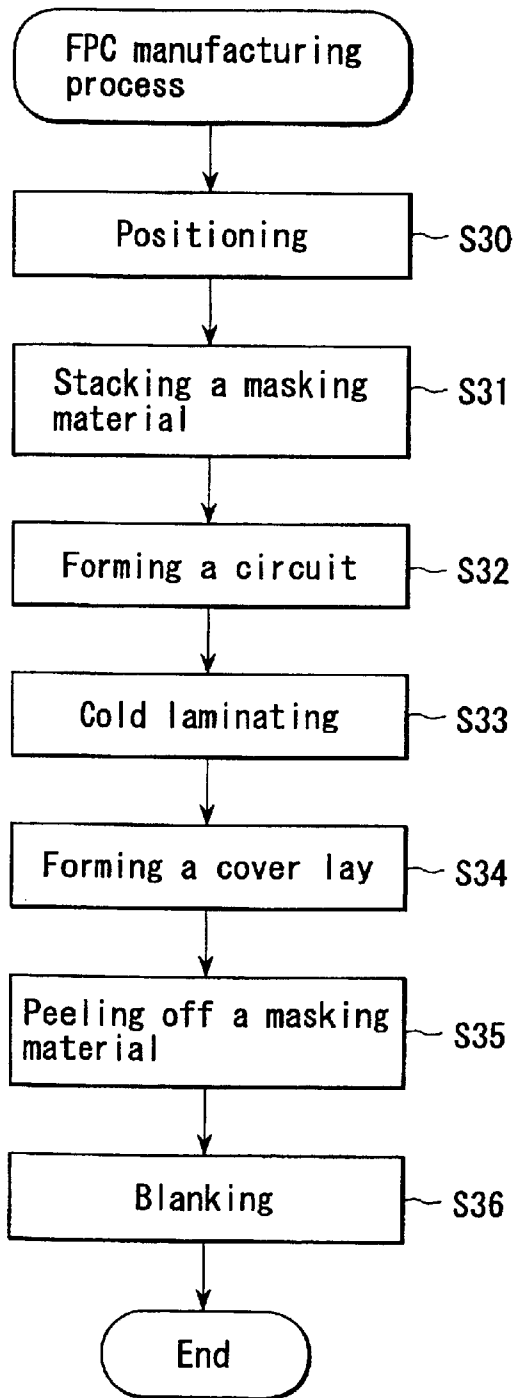 FPC manufacturing
process
Positioning
S30
Stacking a masking
material
S31
Forming a circuit
S32
Cold laminating
S33
Forming a cover lay
S34
Peeling off a masking
material
S35
Blanking
S36
End